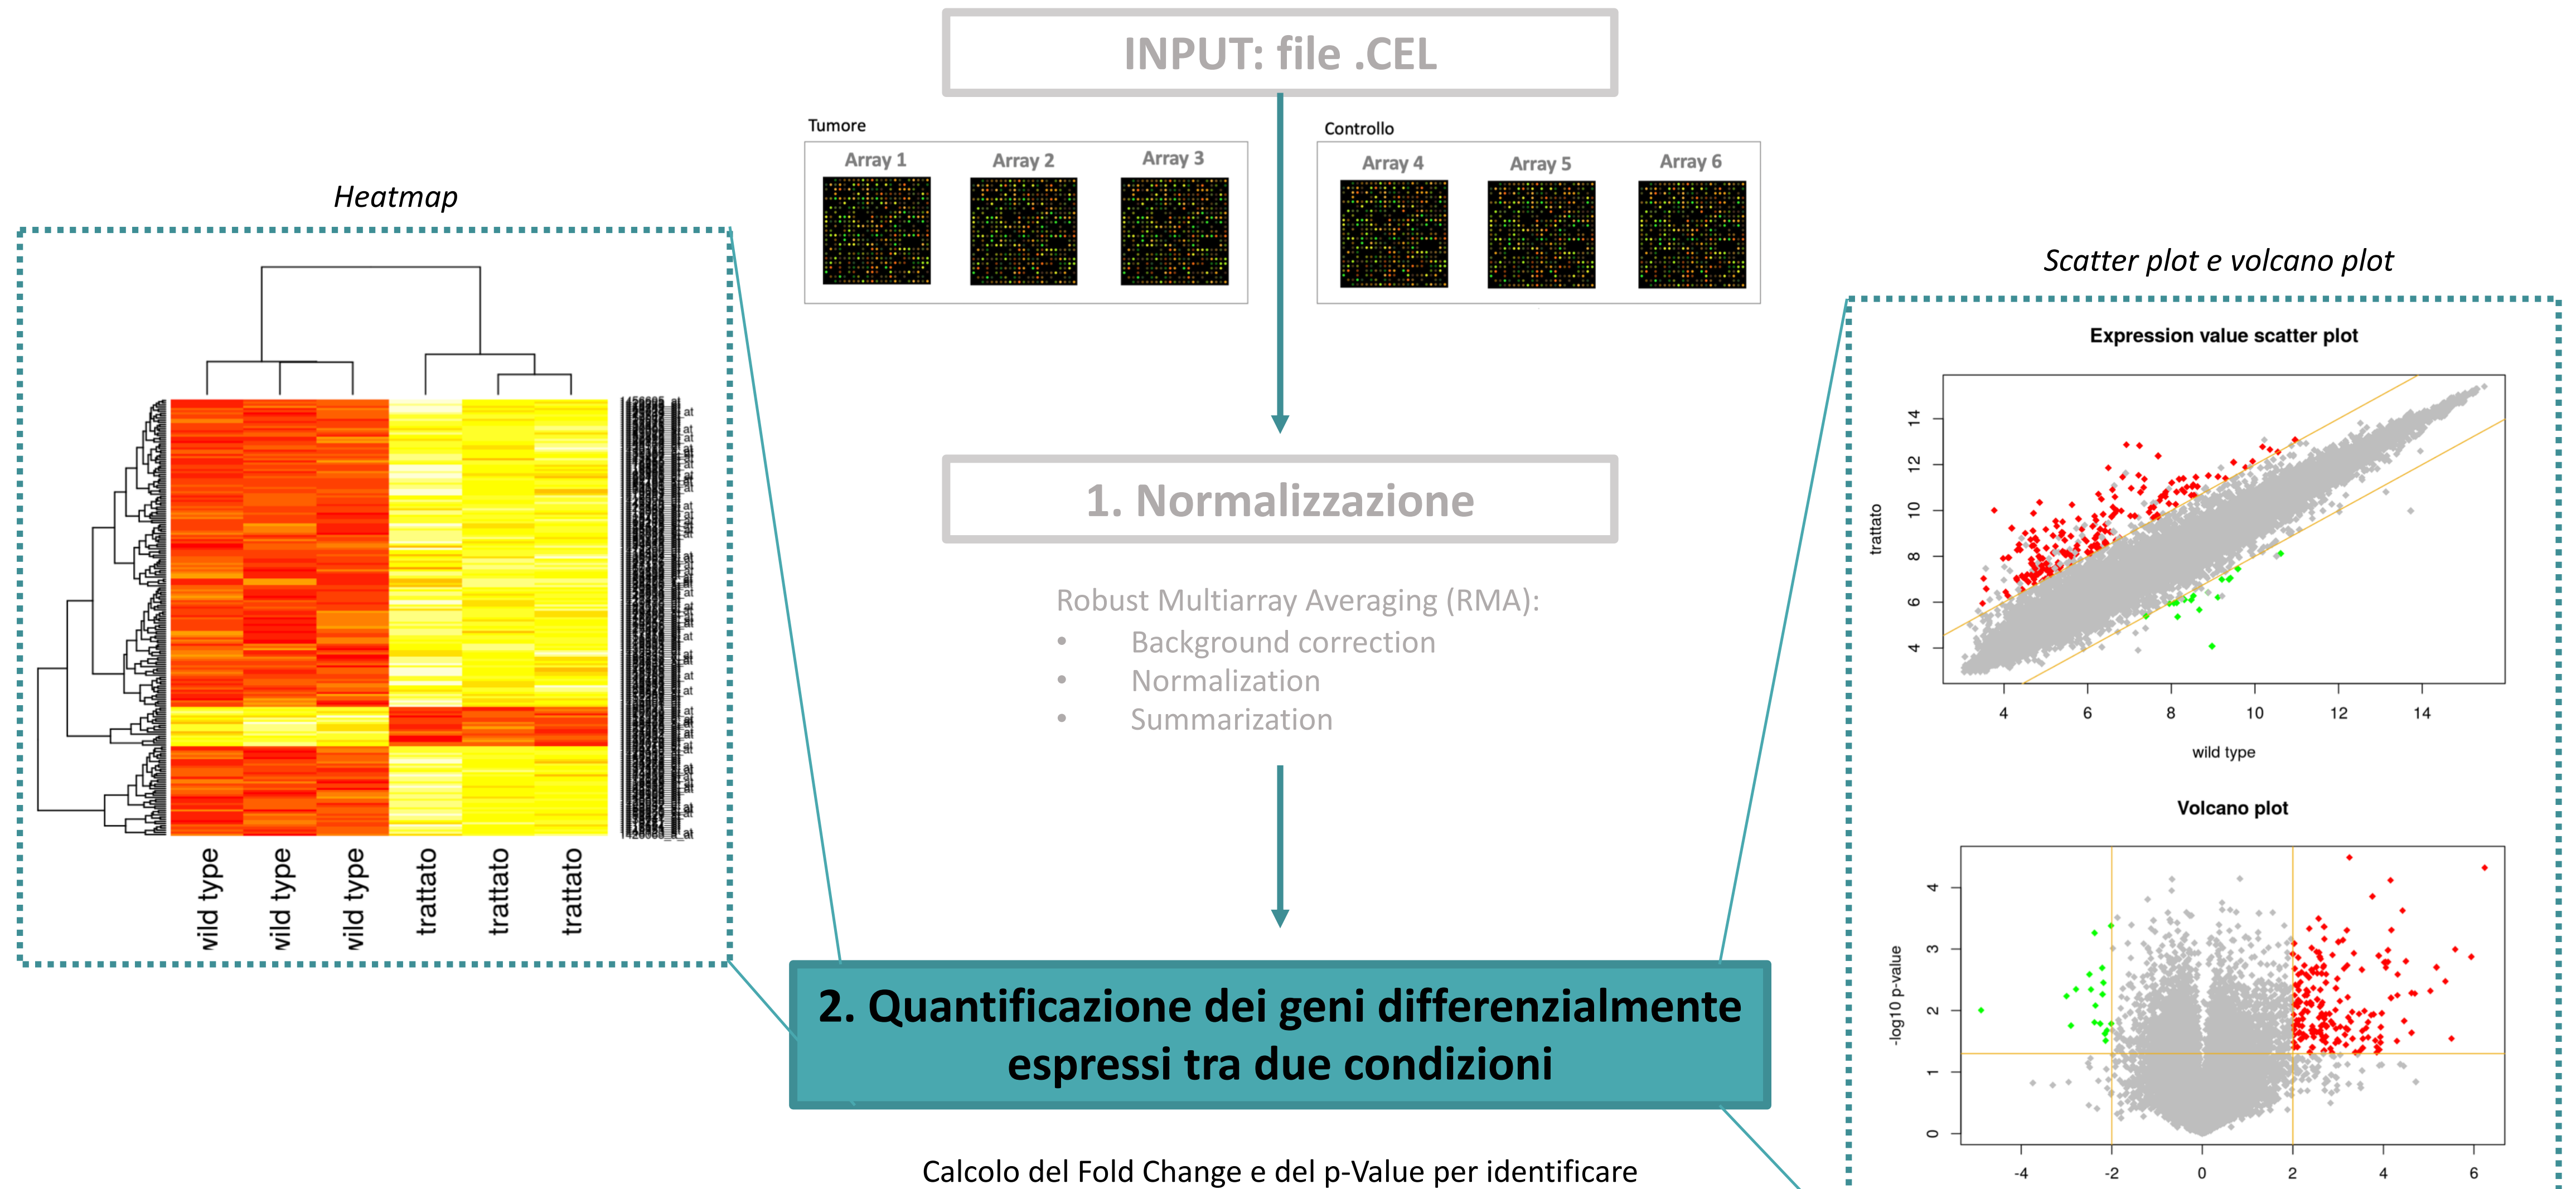 INPUT: file .CEL
Tumore
Array 1
Array 2
Array 3
Controllo
Array 4
Array 5
Array 6
Heatmap
wild type
wild type
wild type
trattato
trattato
trattato
1. Normalizzazione
Robust Multiarray Averaging (RMA):
• Background correction
• Normalization
• Summarization
2. Quantificazione dei geni differenzialmente
espressi tra due condizioni
Calcolo del Fold Change e del p-Value per identificare
Scatter plot e volcano plot
Expression value scatter plot
trattato
14
12
10
8
6
4
4 6 8 10 12 14
wild type
Volcano plot
-log10 p-value
4
3
2
1
0
-4 -2 0 2 4 6